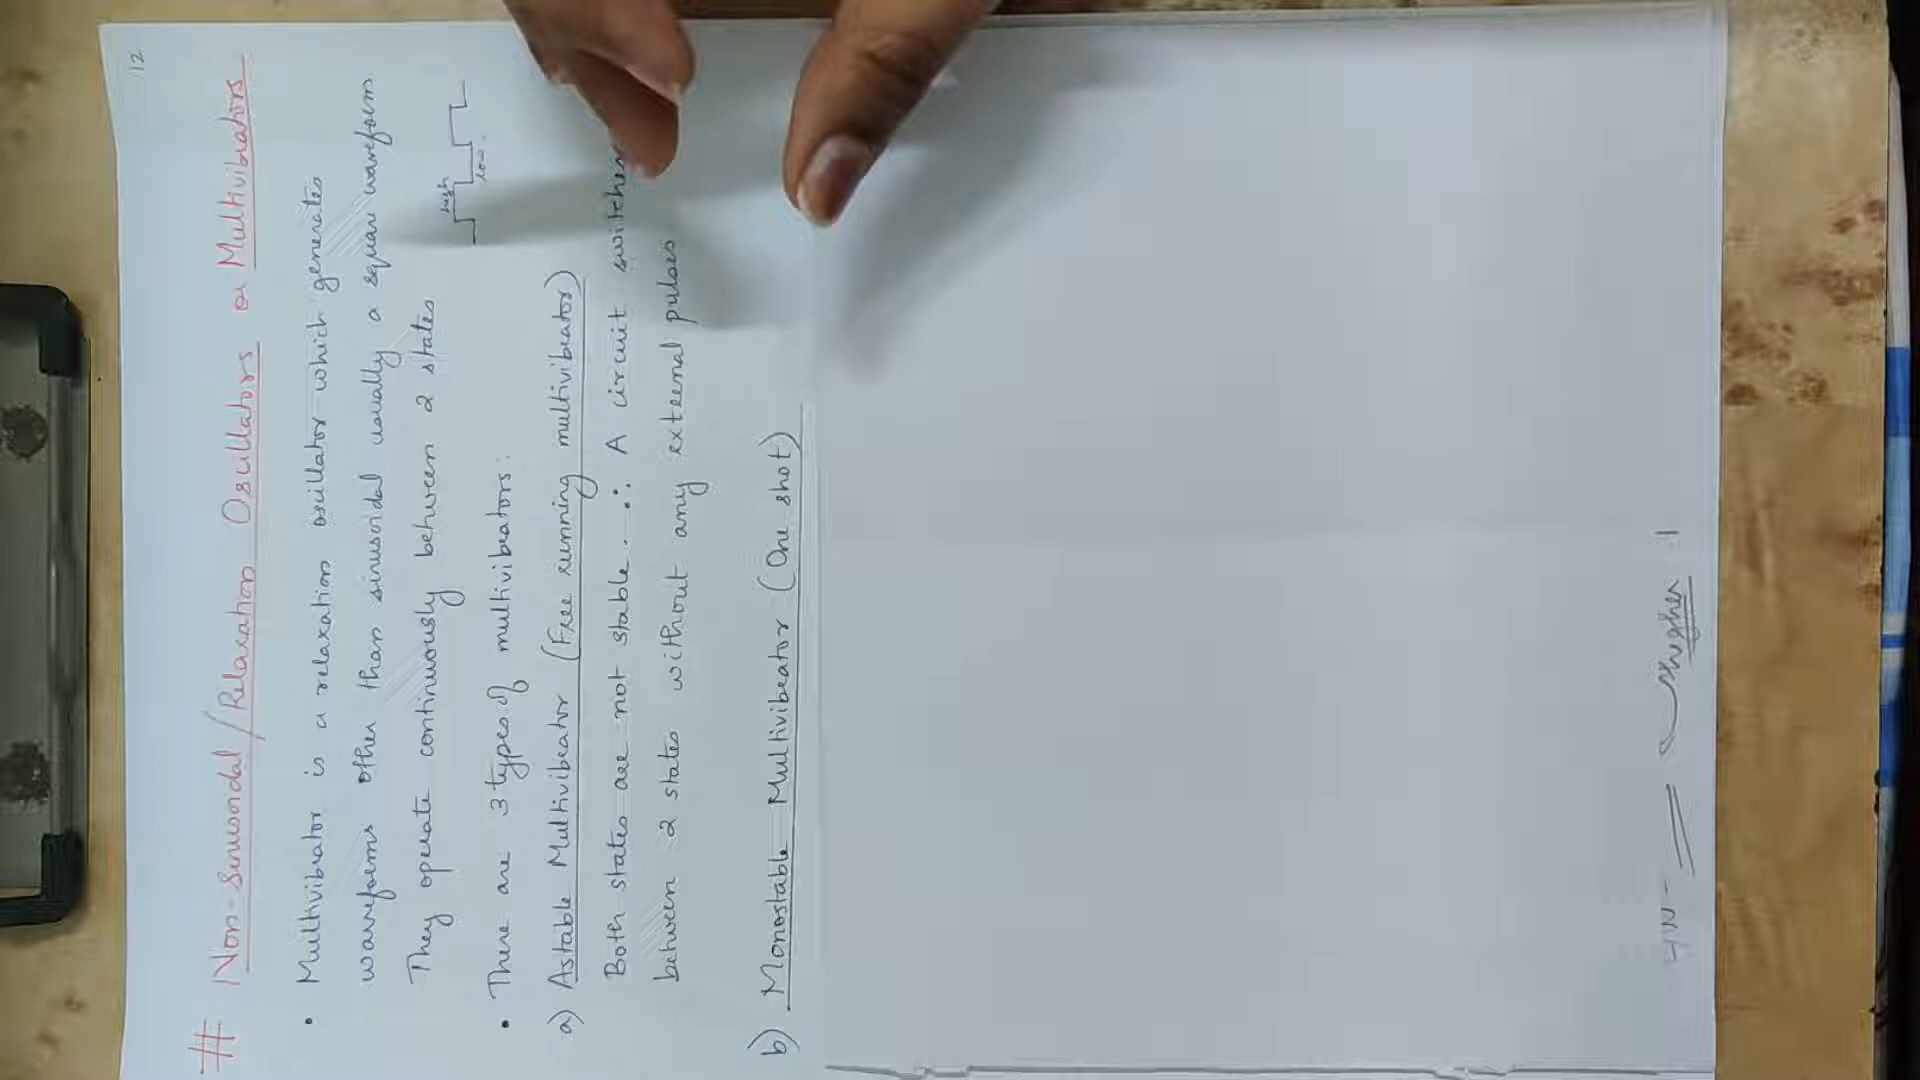 12
# Non-Sinusoidal/Relaxation Oscillators or Multivibrators
• Multivibrator is a relaxation oscillator which generates
waveforms other than sinusoidal usually a square waveform
They operate continuously between 2 states
high
low
• There are 3 types of multivibrators:
a) Astable Multivibrator (Free running multivibrator)
Both states are not stable. ∴ A circuit switches
between 2 states without any external pulses
b) Monostable Multivibrator (One shot)